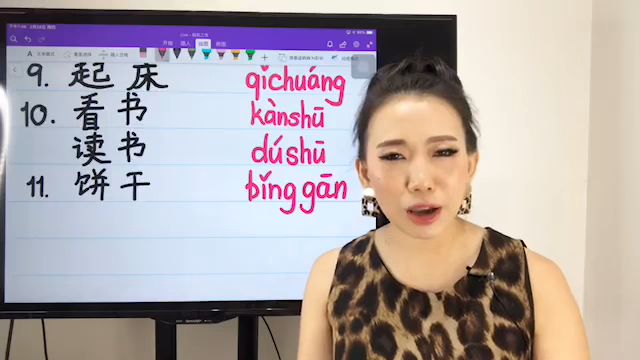 9. 起床 qǐchuáng
10. 看书 kànshū
读书 dúshū
11. 饼干 bǐnggān